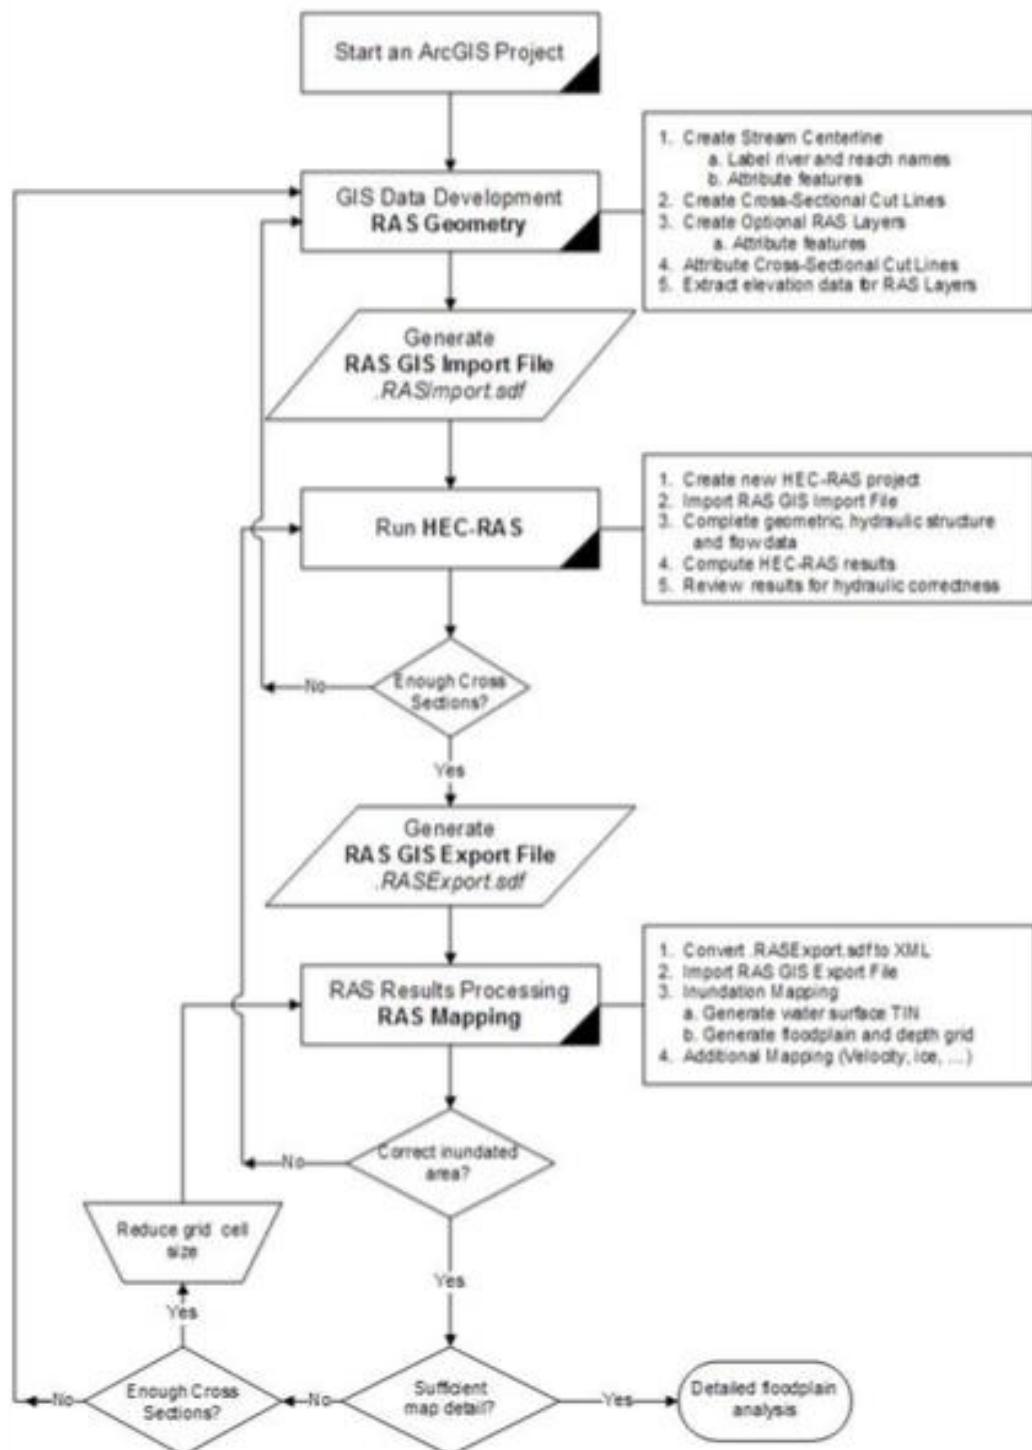 Start an ArcGIS Project
GIS Data Development
RAS Geometry
1. Create Stream Centerline
a. Label river and reach names
b. Attribute features
2. Create Cross-Sectional Cut Lines
3. Create Optional RAS Layers
a. Attribute features
4. Attribute Cross-Sectional Cut Lines
5. Extract elevation data for RAS Layers
Generate
RAS GIS Import File
.RASImport.sdf
Run HEC-RAS
1. Create new HEC-RAS project
2. Import RAS GIS Import File
3. Complete geometric, hydraulic structure
and flow data
4. Compute HEC-RAS results
5. Review results for hydraulic correctness
No
Enough Cross
Sections?
Yes
Generate
RAS GIS Export File
.RASExport.sdf
RAS Results Processing
RAS Mapping
1. Convert .RASExport.sdf to XML
2. Import RAS GIS Export File
3. Inundation Mapping
a. Generate water surface TIN
b. Generate floodplain and depth grid
4. Additional Mapping (Velocity, ice, ...)
No
Correct inundated
area?
Reduce grid cell
size
Yes
Yes
No
Enough Cross
Sections?
No
Sufficient
map detail?
Yes
Detailed floodplain
analysis